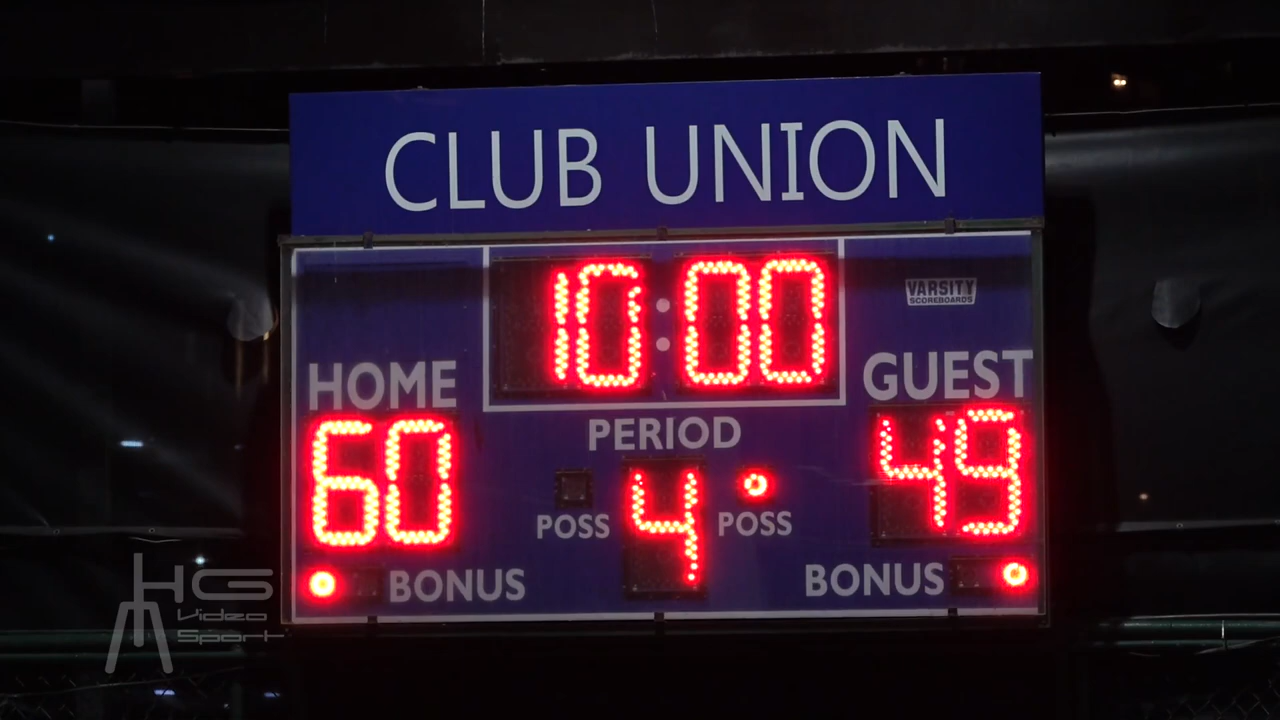 CLUB UNION
10:00
VARSITY
SCOREBOARDS
HOME
GUEST
60
PERIOD
49
4
POSS
POSS
BONUS
BONUS
HG
Video
Sport